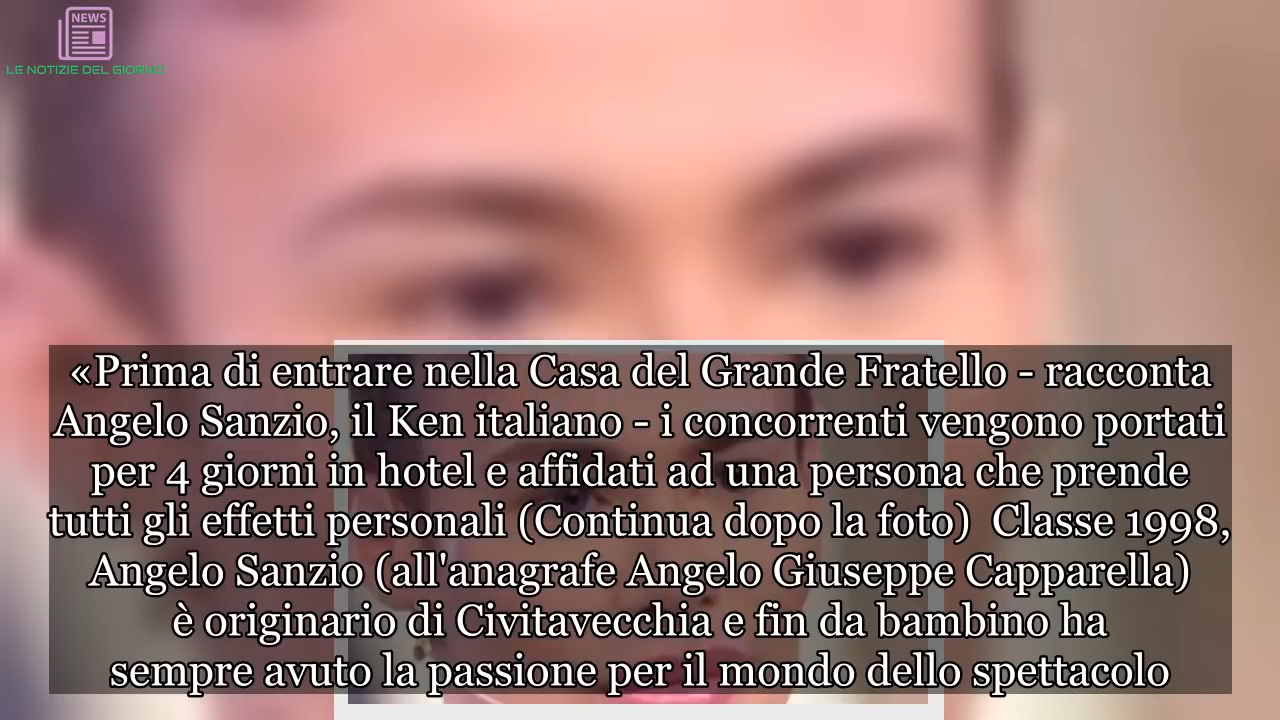 NEWS
LE NOTIZIE DEL GIORNO
«Prima di entrare nella Casa del Grande Fratello - racconta
Angelo Sanzio, il Ken italiano - i concorrenti vengono portati
per 4 giorni in hotel e affidati ad una persona che prende
tutti gli effetti personali (Continua dopo la foto)  Classe 1998,
Angelo Sanzio (all'anagrafe Angelo Giuseppe Capparella)
è originario di Civitavecchia e fin da bambino ha
sempre avuto la passione per il mondo dello spettacolo